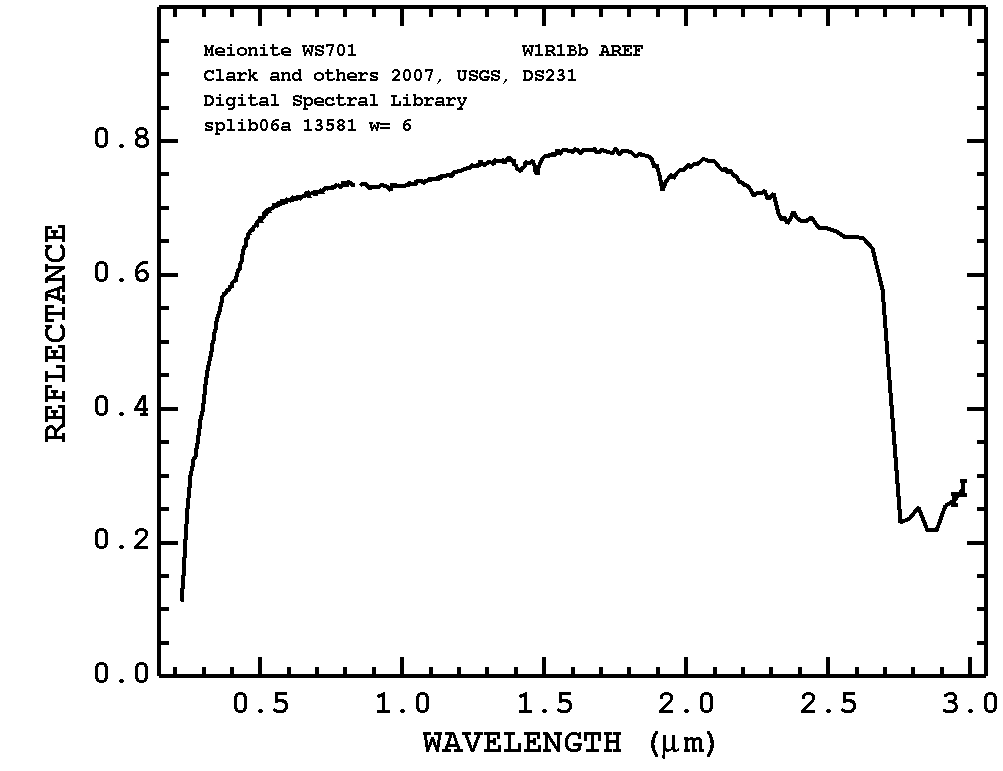 Meionite WS701 W1R1Bb AREF
Clark and others 2007, USGS, DS231
Digital Spectral Library
splib06a 13581 w= 6
0.8
0.6
0.4
0.2
0.0
REFLECTANCE
0.5 1.0 1.5 2.0 2.5 3.0
WAVELENGTH (μm)